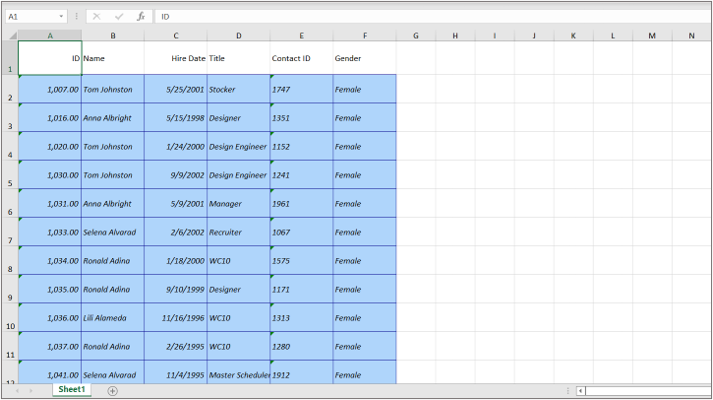 A1 fx ID
A B C D E F G H I J K L M N
1 ID Name Hire Date Title Contact ID Gender
2 1,007.00 Tom Johnston 5/25/2001 Stocker 1747 Female
3 1,016.00 Anna Albright 5/15/1998 Designer 1351 Female
4 1,020.00 Tom Johnston 1/24/2000 Design Engineer 1152 Female
5 1,030.00 Tom Johnston 9/9/2002 Design Engineer 1241 Female
6 1,031.00 Anna Albright 5/9/2001 Manager 1961 Female
7 1,033.00 Selena Alvarad 2/6/2002 Recruiter 1067 Female
8 1,034.00 Ronald Adina 1/18/2000 WC10 1575 Female
9 1,035.00 Ronald Adina 9/10/1999 Designer 1171 Female
10 1,036.00 Lili Alameda 11/16/1996 WC10 1313 Female
11 1,037.00 Ronald Adina 2/26/1995 WC10 1280 Female
12 1,041.00 Selena Alvarad 11/4/1995 Master Scheduler 1912 Female
Sheet1